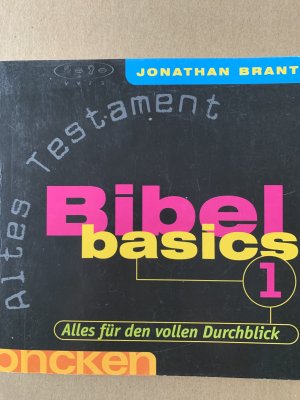 JONATHAN BRANT
Altes Testament
Bibel
basics
1
Alles für den vollen Durchblick
oncken